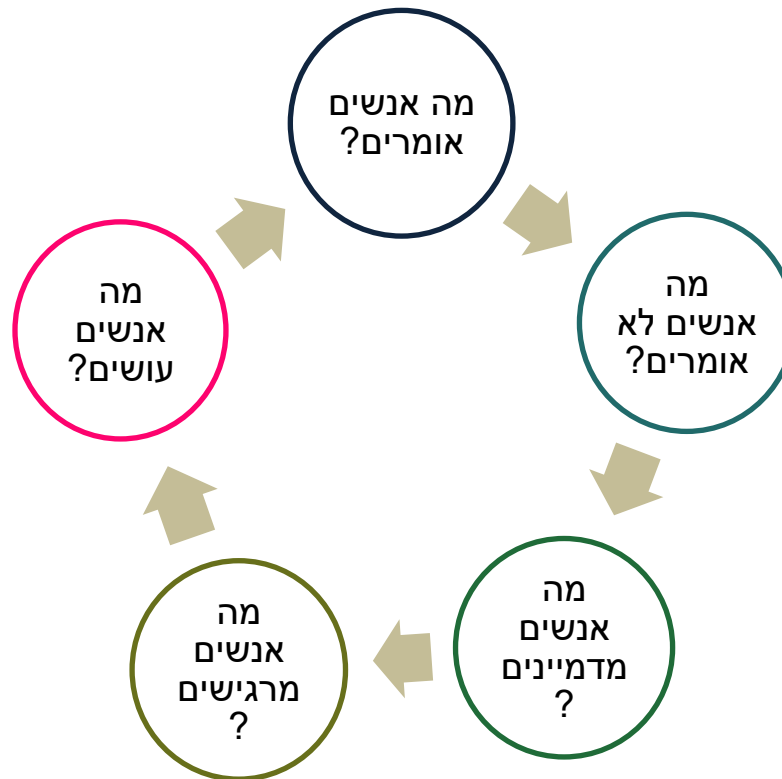 מה אנשים
אומרים?
מה
אנשים לא
אומרים?
מה
אנשים
מדמיינים
?
מה
אנשים
מרגישים
?
מה
אנשים
עושים?